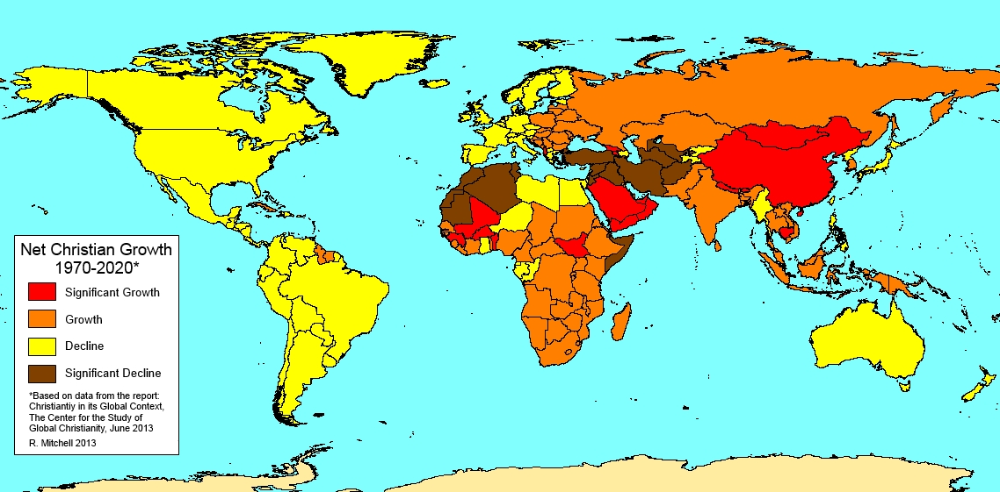 Net Christian Growth
1970-2020*
Significant Growth
Growth
Decline
Significant Decline
*Based on data from the report:
Christiantiy in its Global Context,
The Center for the Study of
Global Christianity, June 2013
R. Mitchell 2013